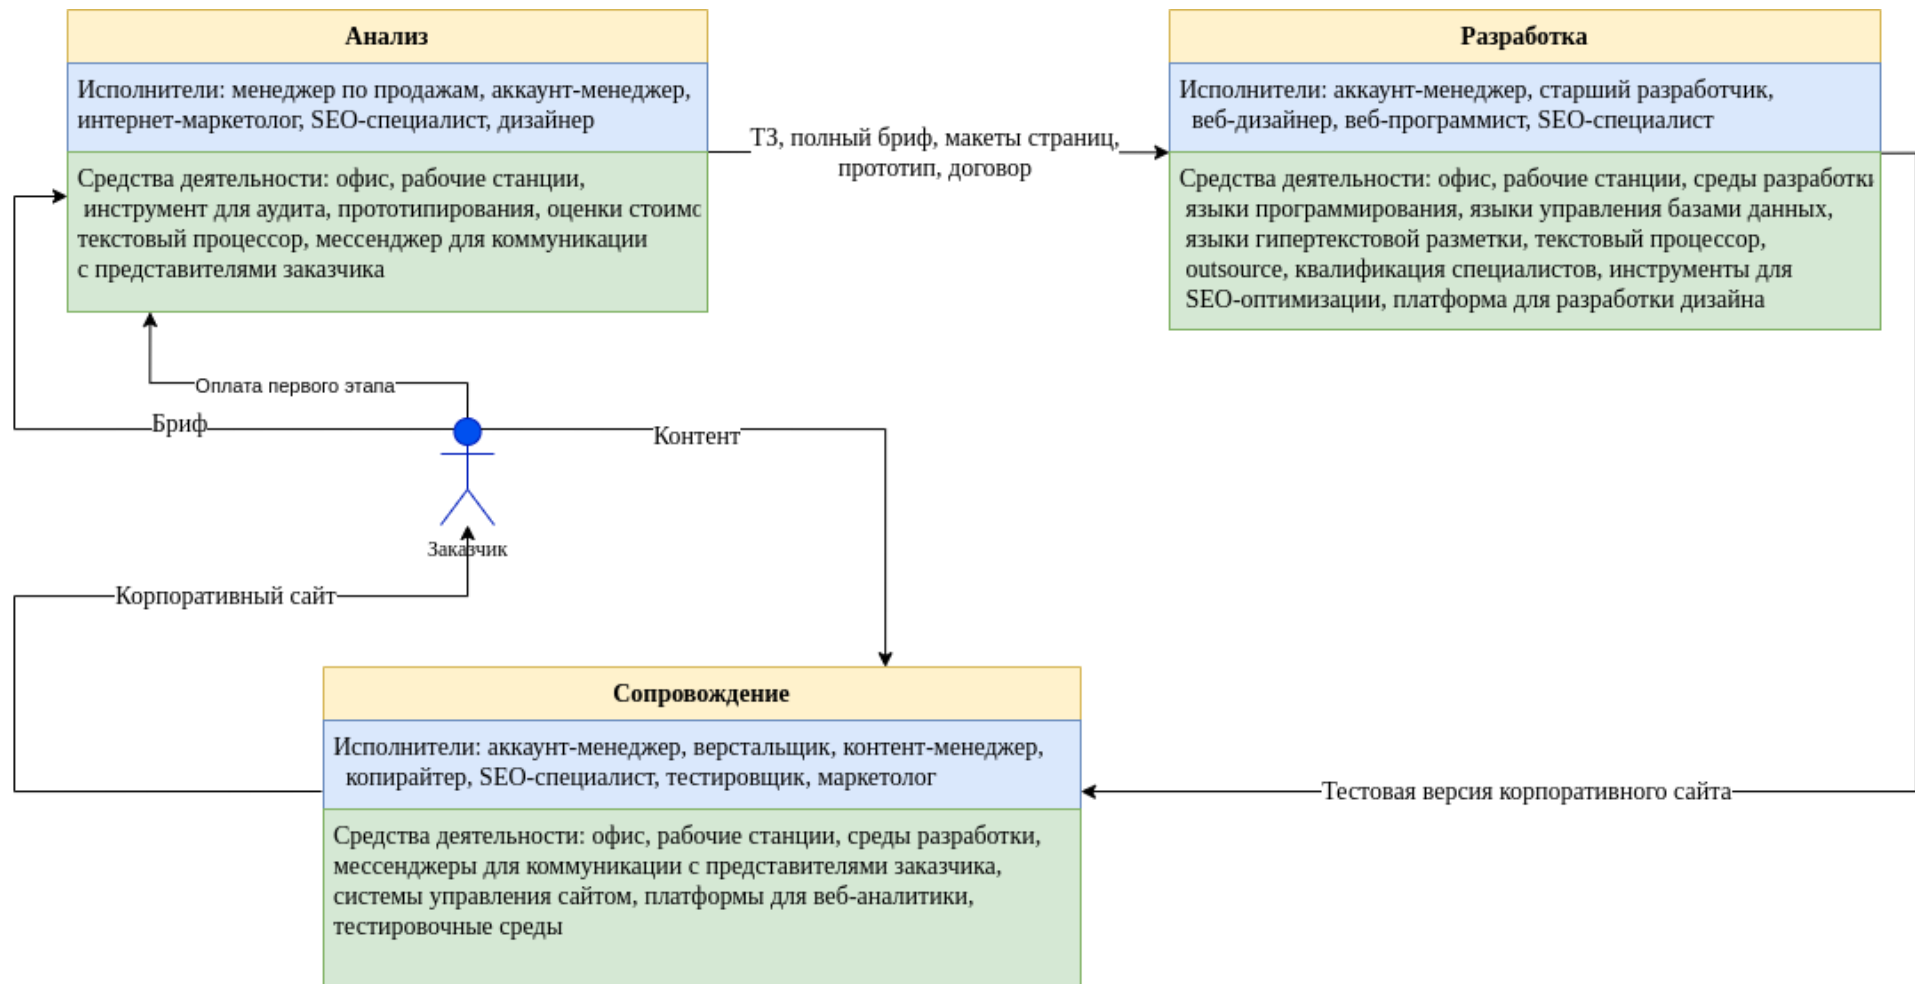 Анализ
Исполнители: менеджер по продажам, аккаунт-менеджер,
интернет-маркетолог, SEO-специалист, дизайнер
Средства деятельности: офис, рабочие станции,
инструмент для аудита, прототипирования, оценки стоимо
текстовый процессор, мессенджер для коммуникации
с представителями заказчика
ТЗ, полный бриф, макеты страниц,
прототип, договор
Разработка
Исполнители: аккаунт-менеджер, старший разработчик,
веб-дизайнер, веб-программист, SEO-специалист
Средства деятельности: офис, рабочие станции, среды разработки
языки программирования, языки управления базами данных,
языки гипертекстовой разметки, текстовый процессор,
outsource, квалификация специалистов, инструменты для
SEO-оптимизации, платформа для разработки дизайна
Оплата первого этапа
Бриф
Контент
Заказчик
Корпоративный сайт
Сопровождение
Исполнители: аккаунт-менеджер, верстальщик, контент-менеджер,
копирайтер, SEO-специалист, тестировщик, маркетолог
Средства деятельности: офис, рабочие станции, среды разработки,
мессенджеры для коммуникации с представителями заказчика,
системы управления сайтом, платформы для веб-аналитики,
тестировочные среды
Тестовая версия корпоративного сайта